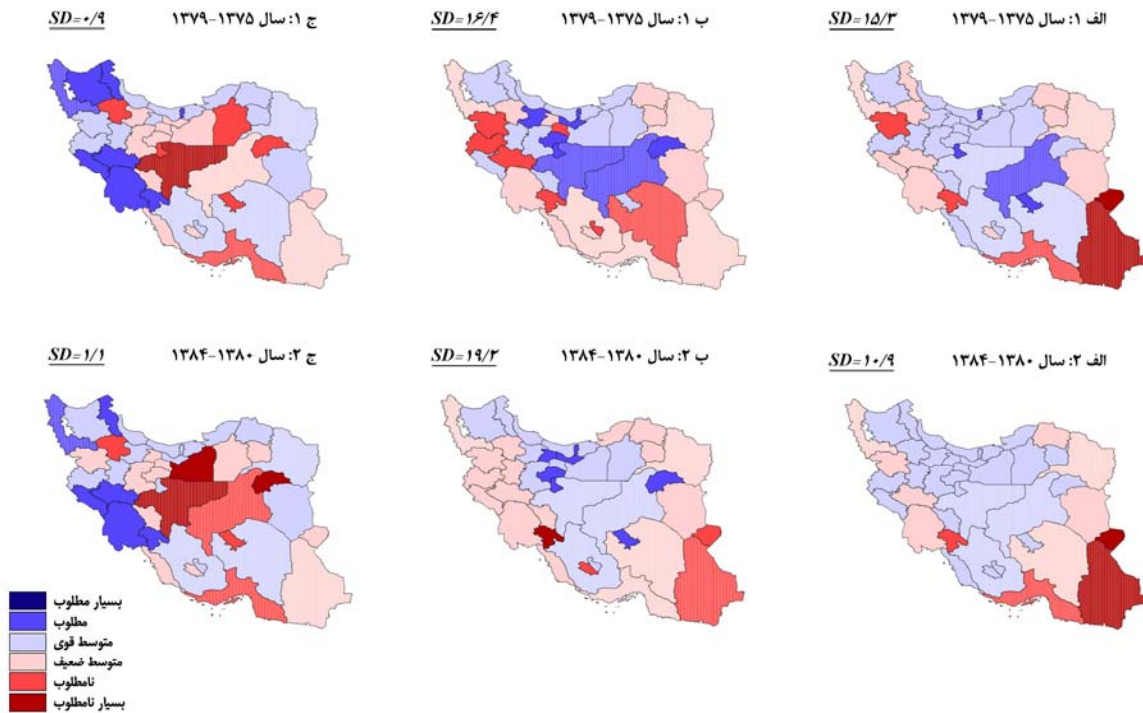 الف ۱: سال ۱۳۷۵-۱۳۷۹
SD=۱۵/۳
ب ۱: سال ۱۳۷۵-۱۳۷۹
SD=۱۶/۴
ج ۱: سال ۱۳۷۵-۱۳۷۹
SD=۰/۹
الف ۲: سال ۱۳۸۰-۱۳۸۴
SD=۱۰/۹
ب ۲: سال ۱۳۸۰-۱۳۸۴
SD=۱۹/۲
ج ۲: سال ۱۳۸۰-۱۳۸۴
SD=۱/۱
بسیار مطلوب
مطلوب
متوسط قوی
متوسط ضعیف
نامطلوب
بسیار نامطلوب